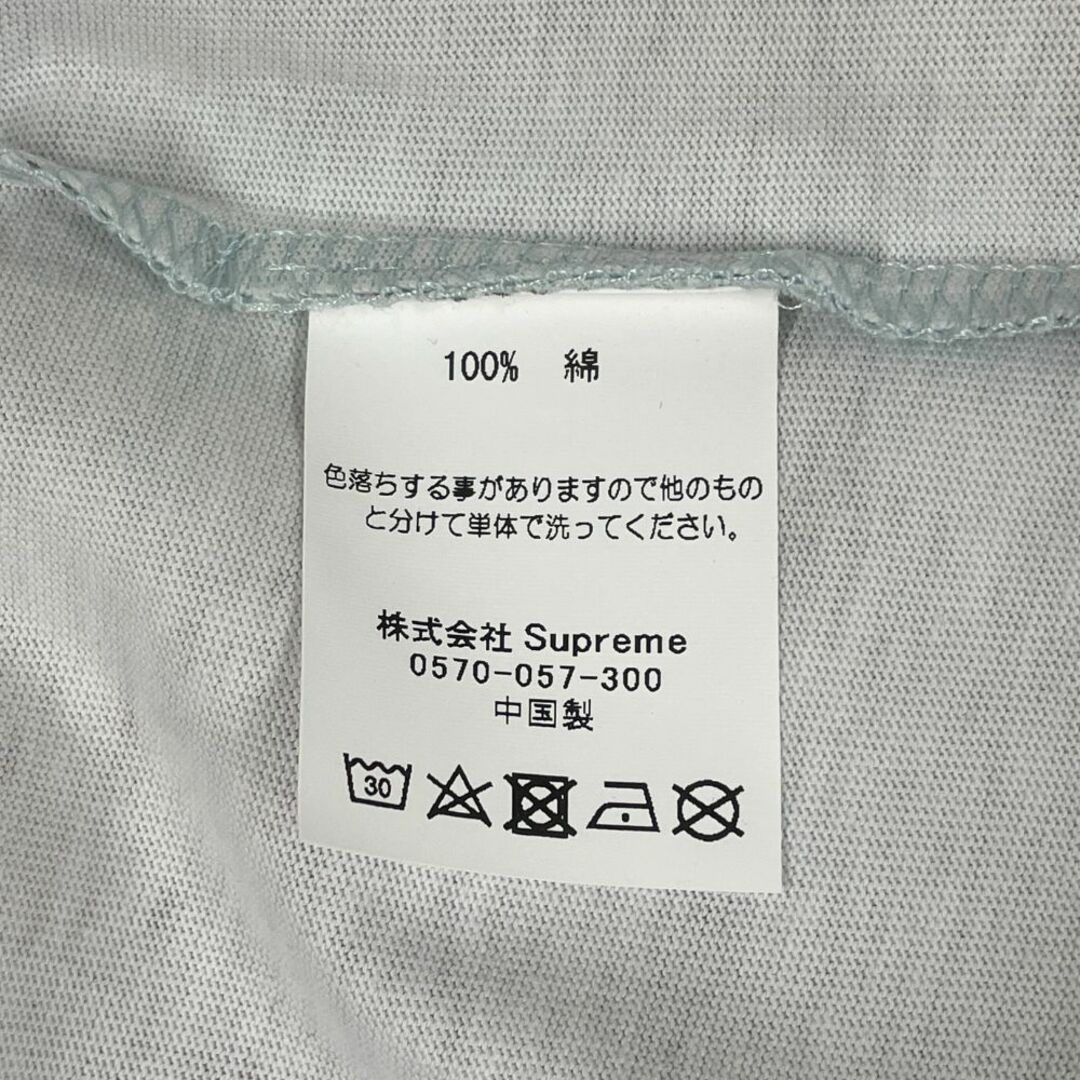 100% 綿
色落ちする事がありますので他のもの
と分けて単体で洗ってください。
株式会社 Supreme
0570-057-300
中国製
30